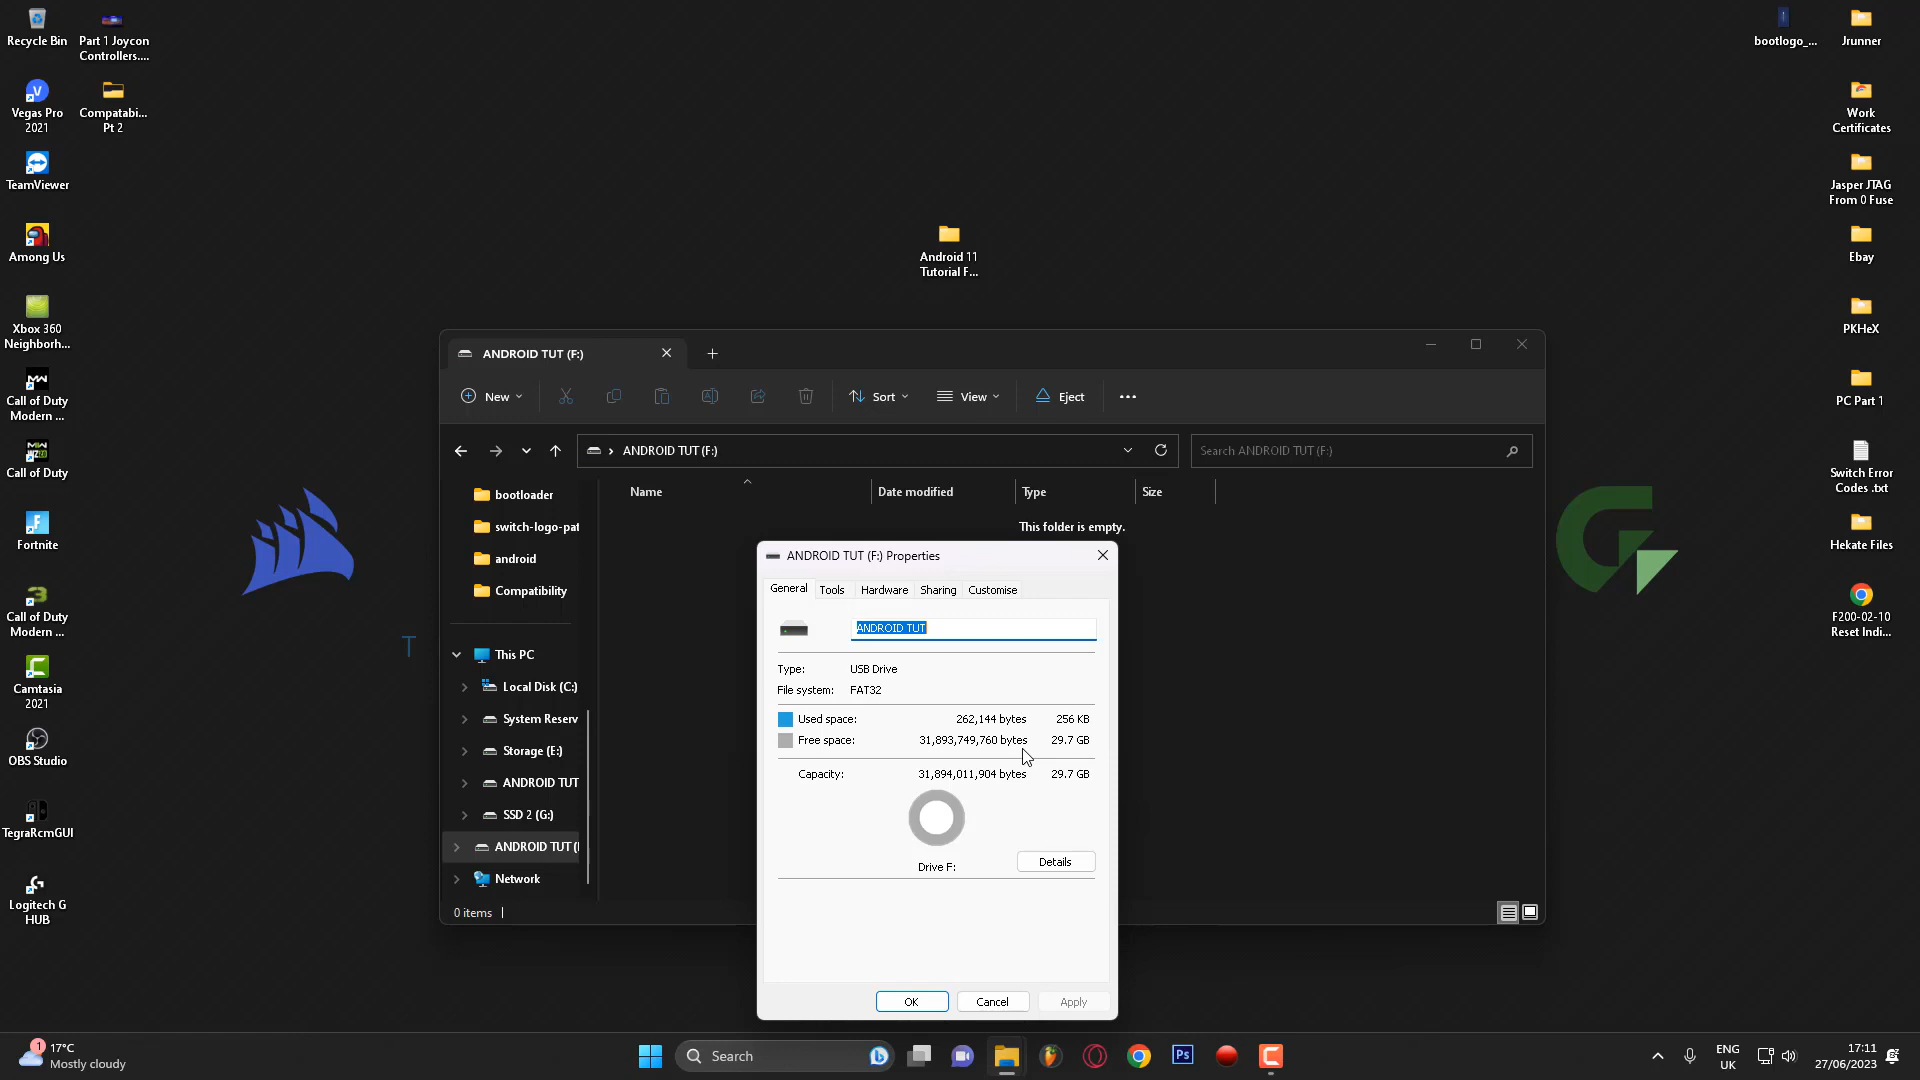 Recycle Bin
Part 1 Joycon
Controllers....
Vegas Pro
2021
Compatabi...
Pt 2
TeamViewer
Among Us
Xbox 360
Neighborh...
Call of Duty
Modern ...
Call of Duty
Fortnite
Call of Duty
Modern ...
Camtasia
2021
OBS Studio
TegraRcmGUI
Logitech G
HUB
Android 11
Tutorial F...
bootlogo_...
Jrunner
Work
Certificates
Jasper JTAG
From 0 Fuse
Ebay
PKHeX
PC Part 1
Switch Error
Codes .txt
Hekate Files
F200-02-10
Reset Indi...
T
ANDROID TUT (F:)
New
Sort
View
Eject
ANDROID TUT (F:)
Search ANDROID TUT (F:)
Name
Date modified
Type
Size
This folder is empty.
bootloader
switch-logo-pat
android
Compatibility
This PC
Local Disk (C:)
System Reserv
Storage (E:)
ANDROID TUT
SSD 2 (G:)
ANDROID TUT (
Network
0 items
ANDROID TUT (F:) Properties
General
Tools
Hardware
Sharing
Customise
ANDROID TUT
Type: USB Drive
File system: FAT32
Used space: 262,144 bytes 256 KB
Free space: 31,893,749,760 bytes 29.7 GB
Capacity: 31,894,011,904 bytes 29.7 GB
Drive F:
Details
OK
Cancel
Apply
1
17°C
Mostly cloudy
Search
Ps
ENG
UK
17:11
27/06/2023